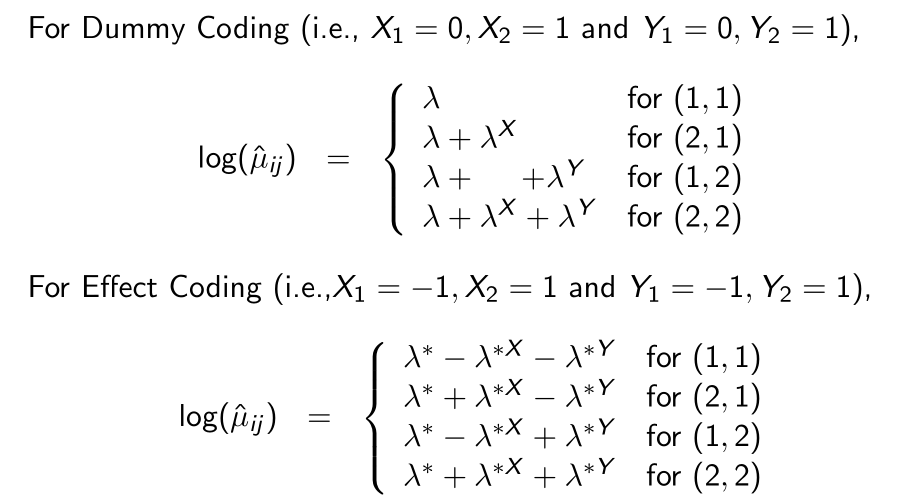 For Dummy Coding (i.e., X₁ = 0, X₂ = 1 and Y₁ = 0, Y₂ = 1),
λ for (1, 1)
λ + λ^X for (2, 1)
log(μ̂_ij) = { λ + +λ^Y for (1, 2)
λ + λ^X + λ^Y for (2, 2)
For Effect Coding (i.e.,X₁ = −1, X₂ = 1 and Y₁ = −1, Y₂ = 1),
λ* − λ*^X − λ*^Y for (1, 1)
λ* + λ*^X − λ*^Y for (2, 1)
log(μ̂_ij) = { λ* − λ*^X + λ*^Y for (1, 2)
λ* + λ*^X + λ*^Y for (2, 2)